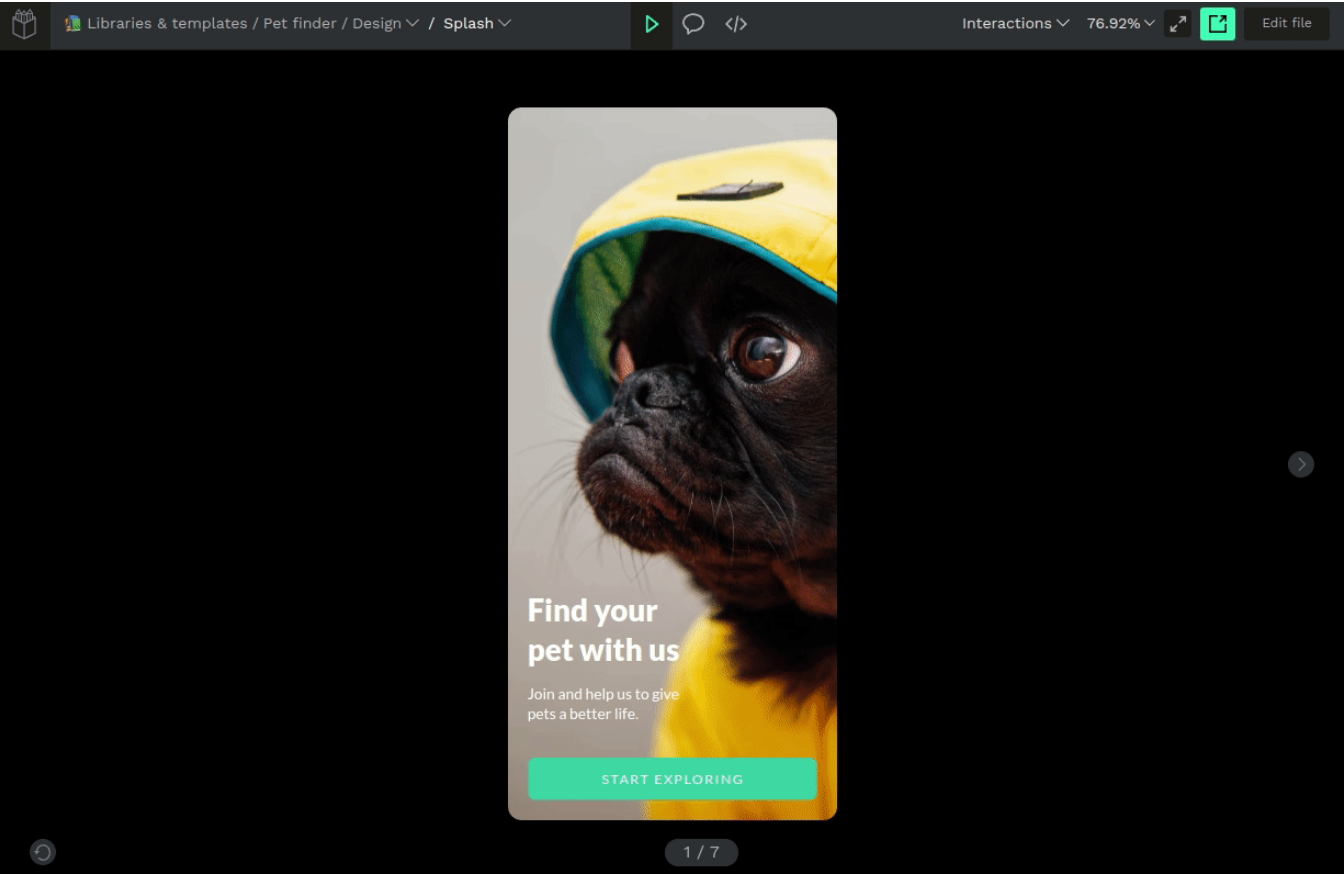 Libraries & templates / Pet finder / Design / Splash
Interactions 76.92% Edit file
Find your
pet with us
Join and help us to give
pets a better life.
START EXPLORING
1 / 7